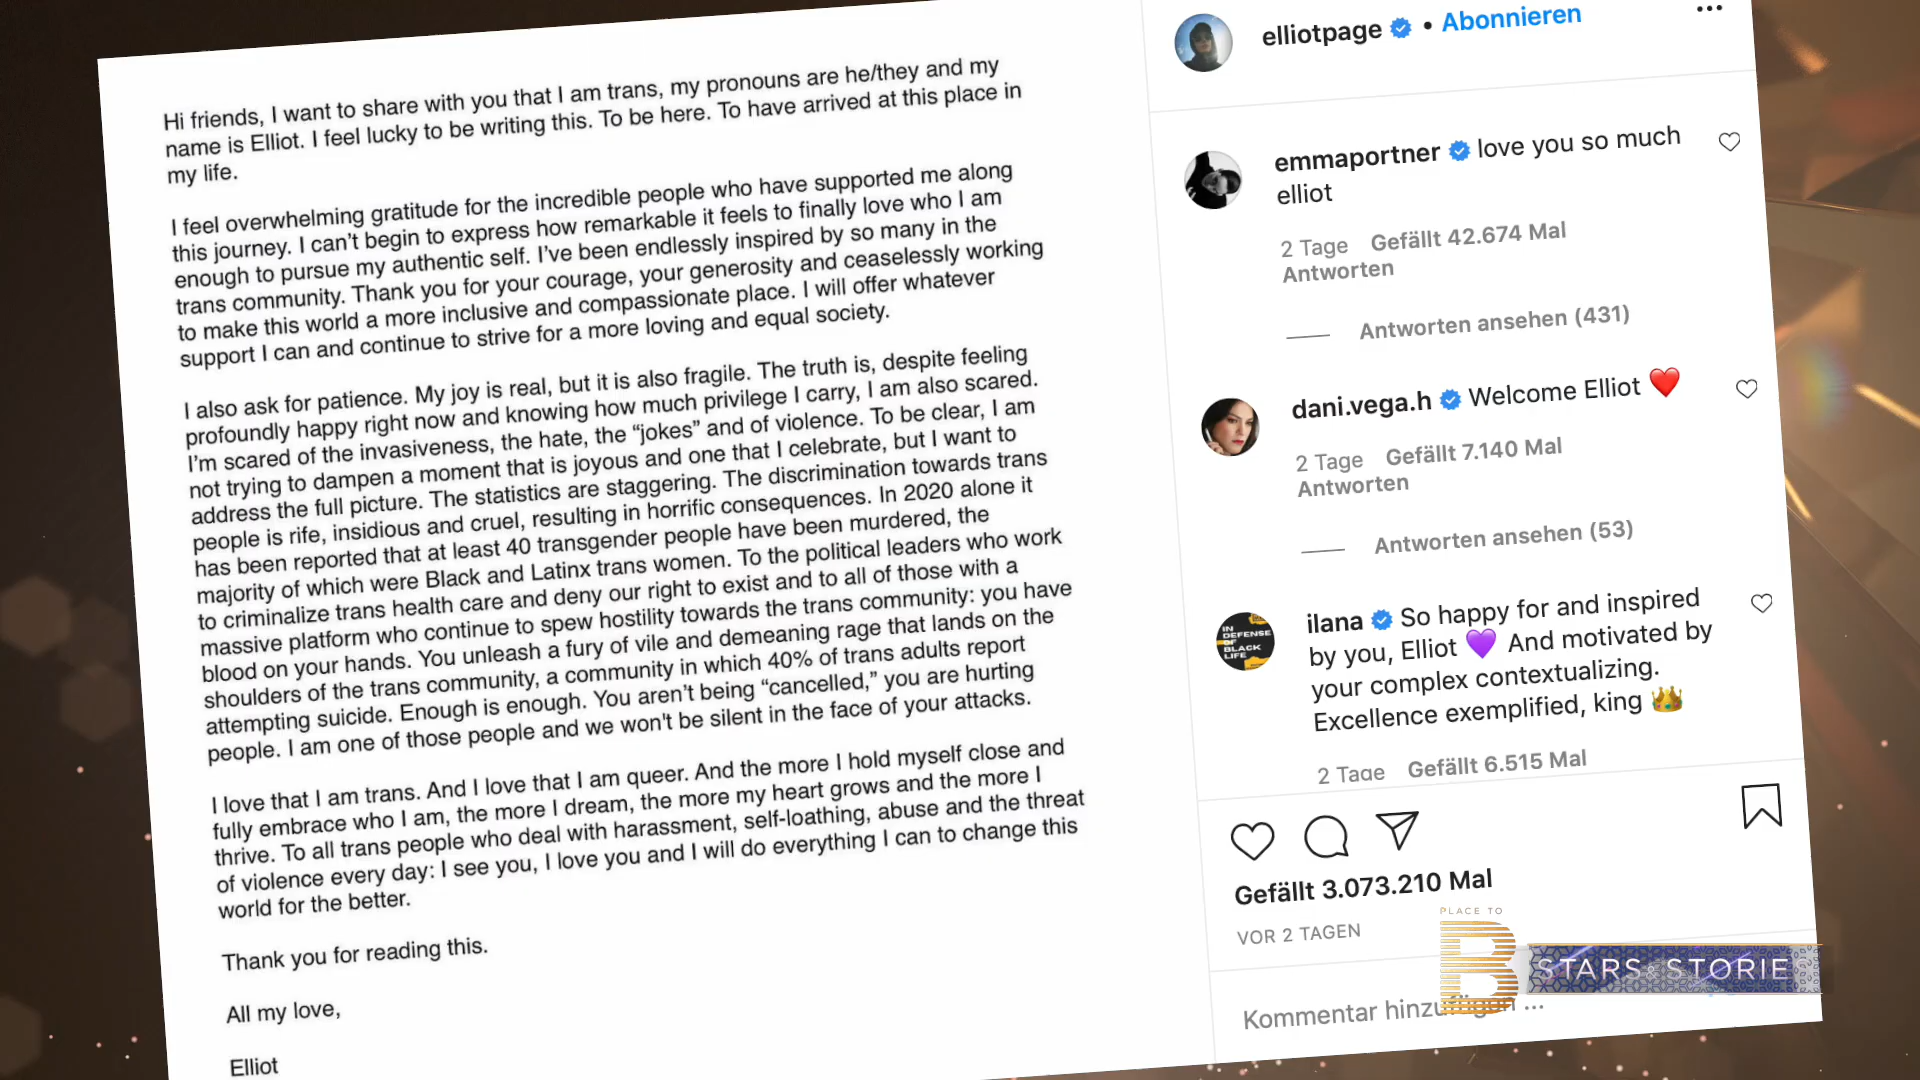 Hi friends, I want to share with you that I am trans, my pronouns are he/they and my
name is Elliot. I feel lucky to be writing this. To be here. To have arrived at this place in
my life.
I feel overwhelming gratitude for the incredible people who have supported me along
this journey. I can’t begin to express how remarkable it feels to finally love who I am
enough to pursue my authentic self. I’ve been endlessly inspired by so many in the
trans community. Thank you for your courage, your generosity and ceaselessly working
to make this world a more inclusive and compassionate place. I will offer whatever
support I can and continue to strive for a more loving and equal society.
I also ask for patience. My joy is real, but it is also fragile. The truth is, despite feeling
profoundly happy right now and knowing how much privilege I carry, I am also scared.
I’m scared of the invasiveness, the hate, the “jokes” and of violence. To be clear, I am
not trying to dampen a moment that is joyous and one that I celebrate, but I want to
address the full picture. The statistics are staggering. The discrimination towards trans
people is rife, insidious and cruel, resulting in horrific consequences. In 2020 alone it
has been reported that at least 40 transgender people have been murdered, the
majority of which were Black and Latinx trans women. To the political leaders who work
to criminalize trans health care and deny our right to exist and to all of those with a
massive platform who continue to spew hostility towards the trans community: you have
blood on your hands. You unleash a fury of vile and demeaning rage that lands on the
shoulders of the trans community, a community in which 40% of trans adults report
attempting suicide. Enough is enough. You aren’t being “cancelled,” you are hurting
people. I am one of those people and we won't be silent in the face of your attacks.
I love that I am trans. And I love that I am queer. And the more I hold myself close and
fully embrace who I am, the more I dream, the more my heart grows and the more I
thrive. To all trans people who deal with harassment, self-loathing, abuse and the threat
of violence every day: I see you, I love you and I will do everything I can to change this
world for the better.
Thank you for reading this.
All my love,
Elliot
elliotpage • Abonnieren
emmaportner love you so much
elliot
2 Tage Gefällt 42.674 Mal
Antworten
Antworten ansehen (431)
dani.vega.h Welcome Elliot ❤️
2 Tage Gefällt 7.140 Mal
Antworten
Antworten ansehen (53)
IN
DEFENSE
OF
BLACK
LIFE
ilana So happy for and inspired
by you, Elliot 💜 And motivated by
your complex contextualizing.
Excellence exemplified, king 👑
2 Tage Gefällt 6.515 Mal
Gefällt 3.073.210 Mal
VOR 2 TAGEN
Kommentar hinzufügen ...
PLACE TO
B
STARS & STORIE